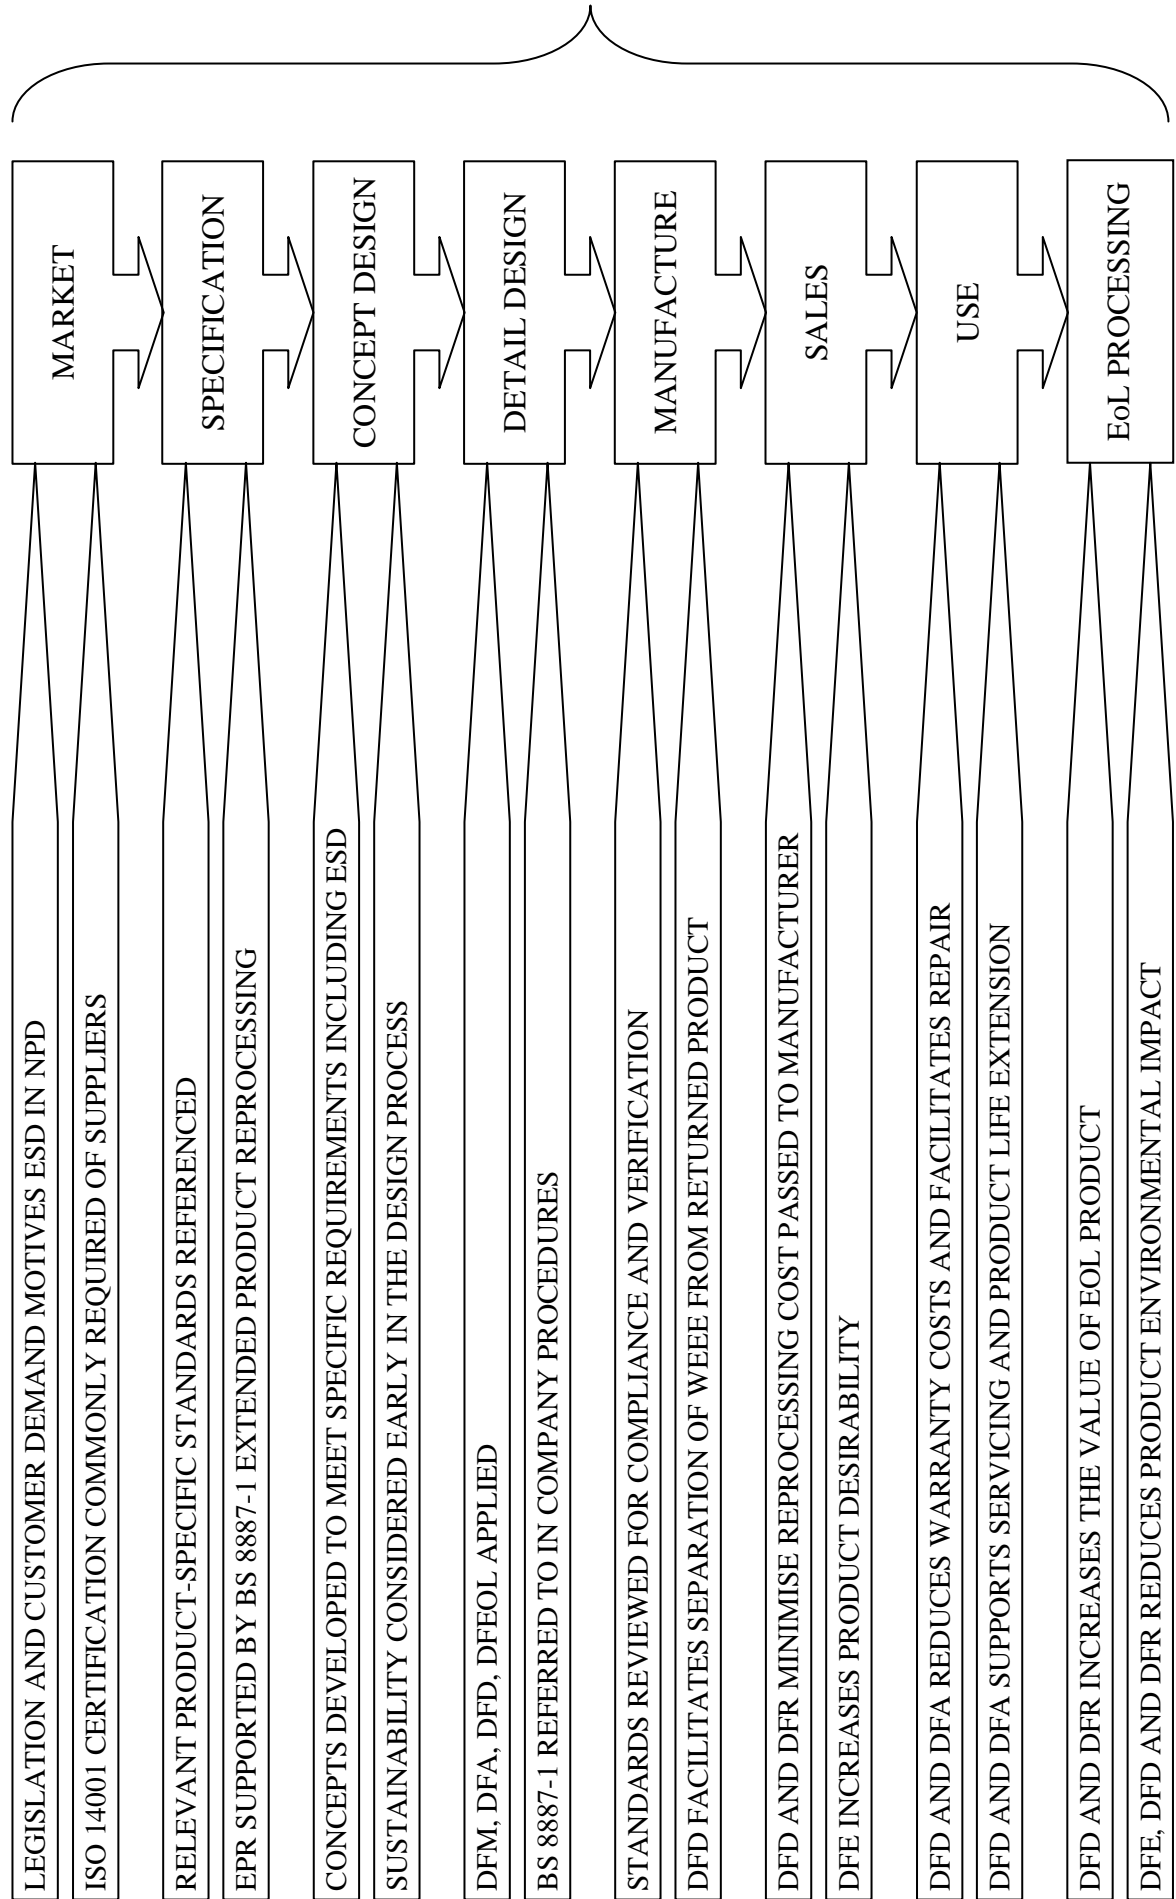 MARKET
LEGISLATION AND CUSTOMER DEMAND MOTIVES ESD IN NPD
ISO 14001 CERTIFICATION COMMONLY REQUIRED OF SUPPLIERS
SPECIFICATION
RELEVANT PRODUCT-SPECIFIC STANDARDS REFERENCED
EPR SUPPORTED BY BS 8887-1 EXTENDED PRODUCT REPROCESSING
CONCEPT DESIGN
CONCEPTS DEVELOPED TO MEET SPECIFIC REQUIREMENTS INCLUDING ESD
SUSTAINABILITY CONSIDERED EARLY IN THE DESIGN PROCESS
DETAIL DESIGN
DFM, DFA, DFD, DFEOL APPLIED
BS 8887-1 REFERRED TO IN COMPANY PROCEDURES
MANUFACTURE
STANDARDS REVIEWED FOR COMPLIANCE AND VERIFICATION
DFD FACILITATES SEPARATION OF WEEE FROM RETURNED PRODUCT
SALES
DFD AND DFR MINIMISE REPROCESSING COST PASSED TO MANUFACTURER
DFE INCREASES PRODUCT DESIRABILITY
USE
DFD AND DFA REDUCES WARRANTY COSTS AND FACILITATES REPAIR
DFD AND DFA SUPPORTS SERVICING AND PRODUCT LIFE EXTENSION
EoL PROCESSING
DFD AND DFR INCREASES THE VALUE OF EOL PRODUCT
DFE, DFD AND DFR REDUCES PRODUCT ENVIRONMENTAL IMPACT